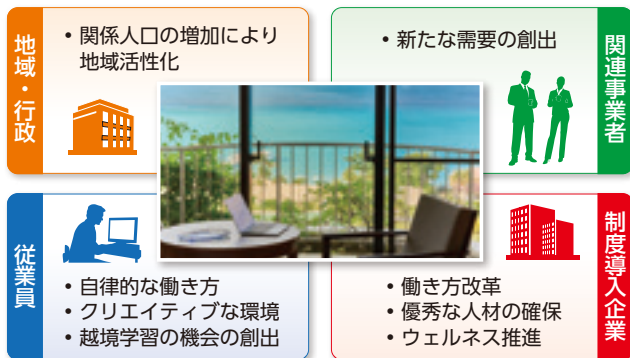 地域・行政
• 関係人口の増加により
地域活性化
• 新たな需要の創出
関連事業者
従業員
• 自律的な働き方
• クリエイティブな環境
• 越境学習の機会の創出
• 働き方改革
• 優秀な人材の確保
• ウェルネス推進
制度導入企業